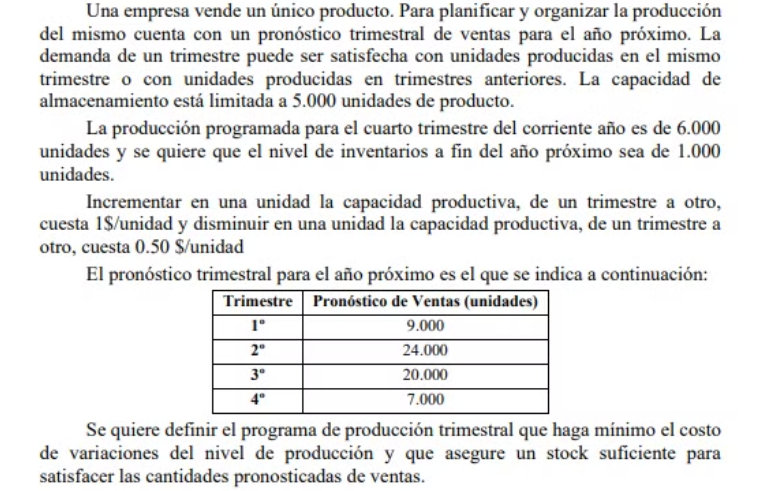 Una empresa vende un único producto. Para planificar y organizar la producción
del mismo cuenta con un pronóstico trimestral de ventas para el año próximo. La
demanda de un trimestre puede ser satisfecha con unidades producidas en el mismo
trimestre o con unidades producidas en trimestres anteriores. La capacidad de
almacenamiento está limitada a 5.000 unidades de producto.
La producción programada para el cuarto trimestre del corriente año es de 6.000
unidades y se quiere que el nivel de inventarios a fin del año próximo sea de 1.000
unidades.
Incrementar en una unidad la capacidad productiva, de un trimestre a otro,
cuesta 1$/unidad y disminuir en una unidad la capacidad productiva, de un trimestre a
otro, cuesta 0.50 $/unidad
El pronóstico trimestral para el año próximo es el que se indica a continuación:
Trimestre Pronóstico de Ventas (unidades)
1° 9.000
2° 24.000
3° 20.000
4° 7.000
Se quiere definir el programa de producción trimestral que haga mínimo el costo
de variaciones del nivel de producción y que asegure un stock suficiente para
satisfacer las cantidades pronosticadas de ventas.